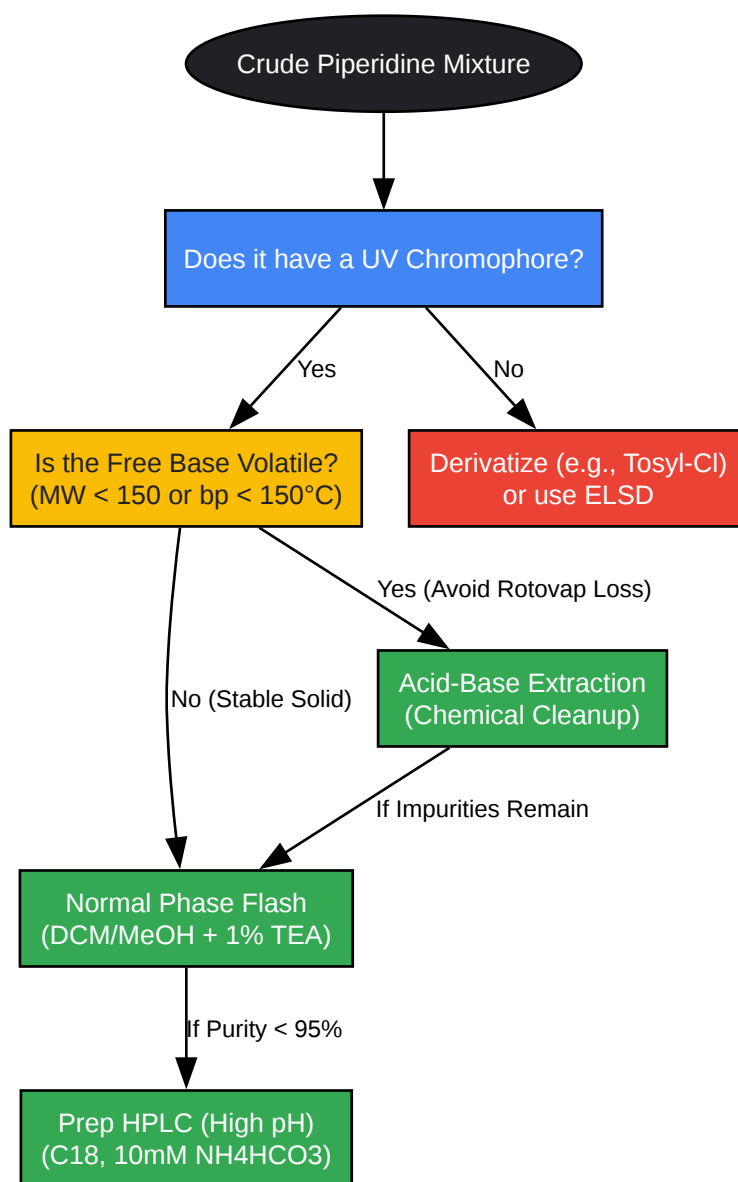 Crude Piperidine Mixture
Does it have a UV Chromophore?
Yes
No
Is the Free Base Volatile?
(MW < 150 or bp < 150°C)
Derivatize (e.g., Tosyl-Cl)
or use ELSD
Yes (Avoid Rotovap Loss)
No (Stable Solid)
Acid-Base Extraction
(Chemical Cleanup)
If Impurities Remain
Normal Phase Flash
(DCM/MeOH + 1% TEA)
If Purity < 95%
Prep HPLC (High pH)
(C18, 10mM NH4HCO3)